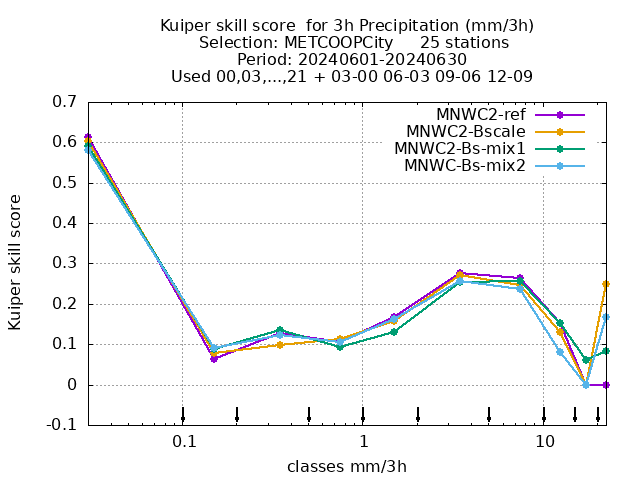 Kuiper skill score  for 3h Precipitation (mm/3h)
Selection: METCOOPCity     25 stations
Period: 20240601-20240630
Used 00,03,...,21 + 03-00 06-03 09-06 12-09
MNWC2-ref
MNWC2-Bscale
MNWC2-Bs-mix1
MNWC-Bs-mix2
Kuiper skill score
0.7
0.6
0.5
0.4
0.3
0.2
0.1
0
-0.1
0.1 1 10
classes mm/3h